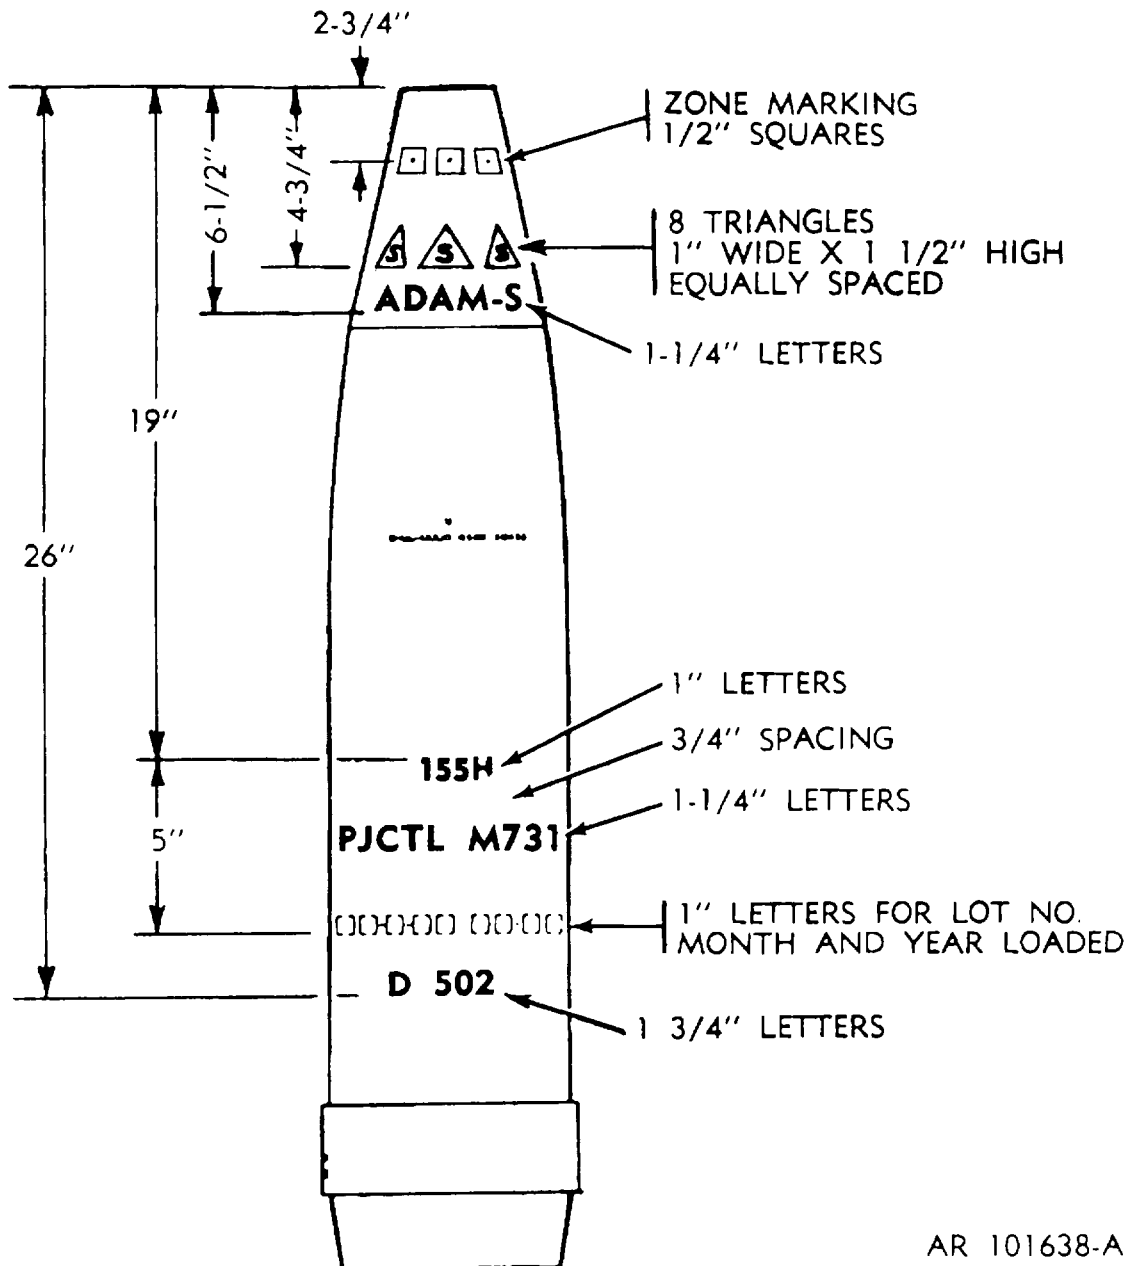 2-3/4"
ZONE MARKING
1/2" SQUARES
6-1/2"
4-3/4"
8 TRIANGLES
1" WIDE X 1 1/2" HIGH
EQUALLY SPACED
S S S
ADAM-S
1-1/4" LETTERS
19"
26"
1" LETTERS
3/4" SPACING
155H
1-1/4" LETTERS
5"
PJCTL M731
1" LETTERS FOR LOT NO.
MONTH AND YEAR LOADED
D 502
1 3/4" LETTERS
AR 101638-A